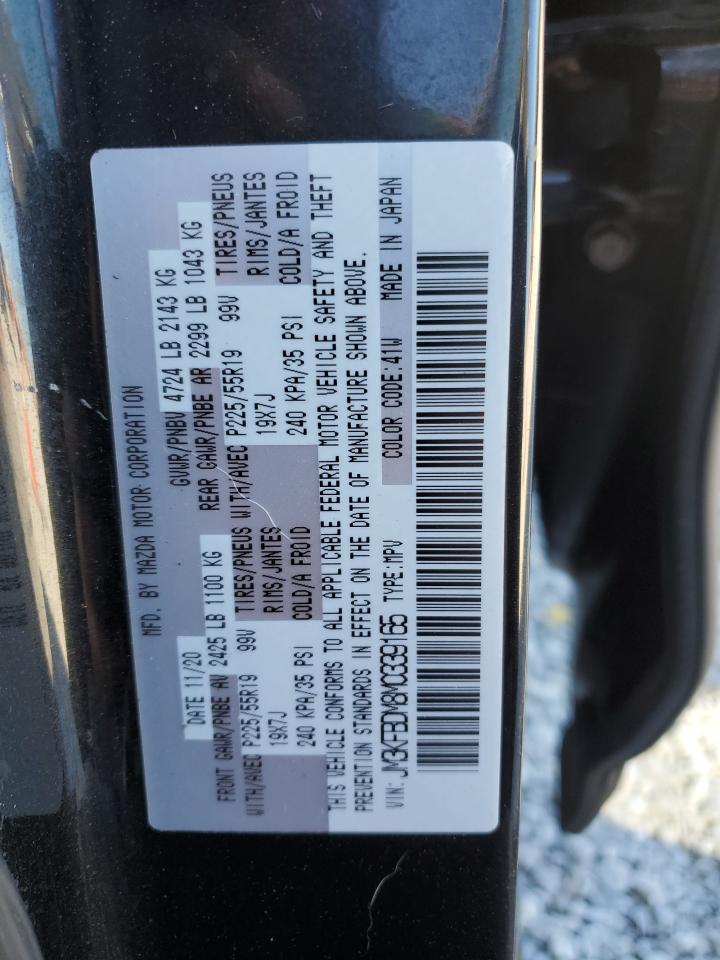 MFD. BY MAZDA MOTOR CORPORATION
DATE 11/20 GVWR/PNBV 4724 LB 2143 KG
FRONT GAWR/PNBE AV 2425 LB 1100 KG REAR GAWR/PNBE AR 2299 LB 1043 KG
WITH/AVEC P225/55R19 99V TIRES/PNEUS WITH/AVEC P225/55R19 99V TIRES/PNEUS
19X7J RIMS/JANTES 19X7J RIMS/JANTES
240 KPA/35 PSI COLD/A FROID 240 KPA/35 PSI COLD/A FROID
THIS VEHICLE CONFORMS TO ALL APPLICABLE FEDERAL MOTOR VEHICLE SAFETY AND THEFT
PREVENTION STANDARDS IN EFFECT ON THE DATE OF MANUFACTURE SHOWN ABOVE.
VIN: JM3KFBDM8M0339165 TYPE:MPV COLOR CODE:41W MADE IN JAPAN